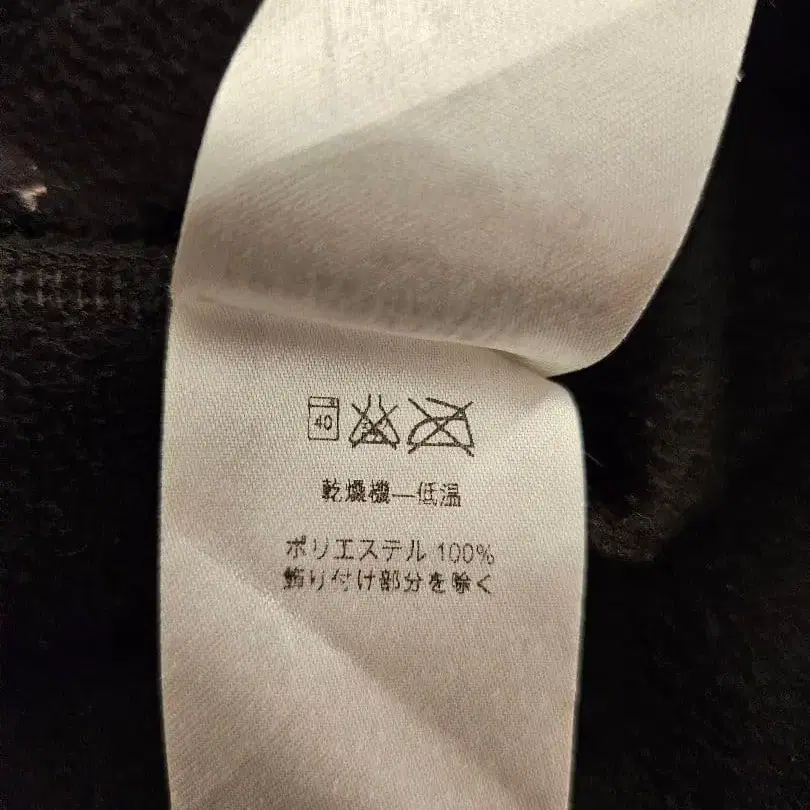 40
乾燥機—低温
ポリエステル 100%
飾り付け部分を除く